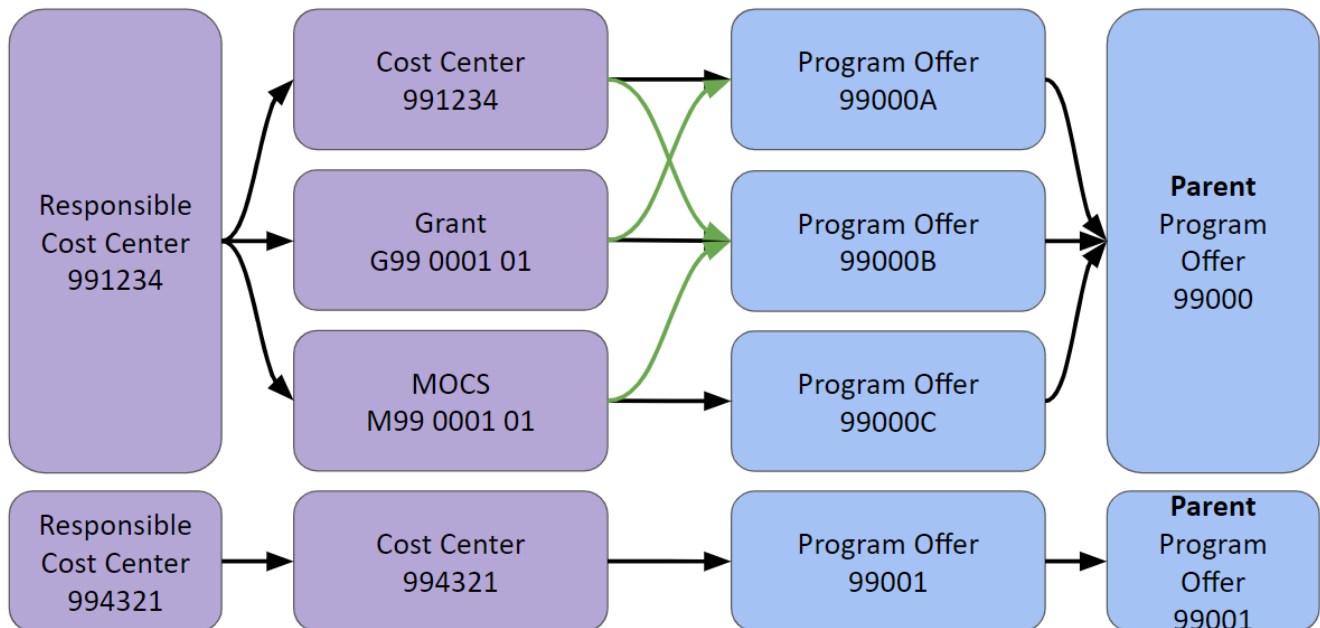 Responsible
Cost Center
991234
Cost Center
991234
Grant
G99 0001 01
MOCS
M99 0001 01
Program Offer
99000A
Program Offer
99000B
Program Offer
99000C
Parent
Program
Offer
99000
Responsible
Cost Center
994321
Cost Center
994321
Program Offer
99001
Parent
Program
Offer
99001